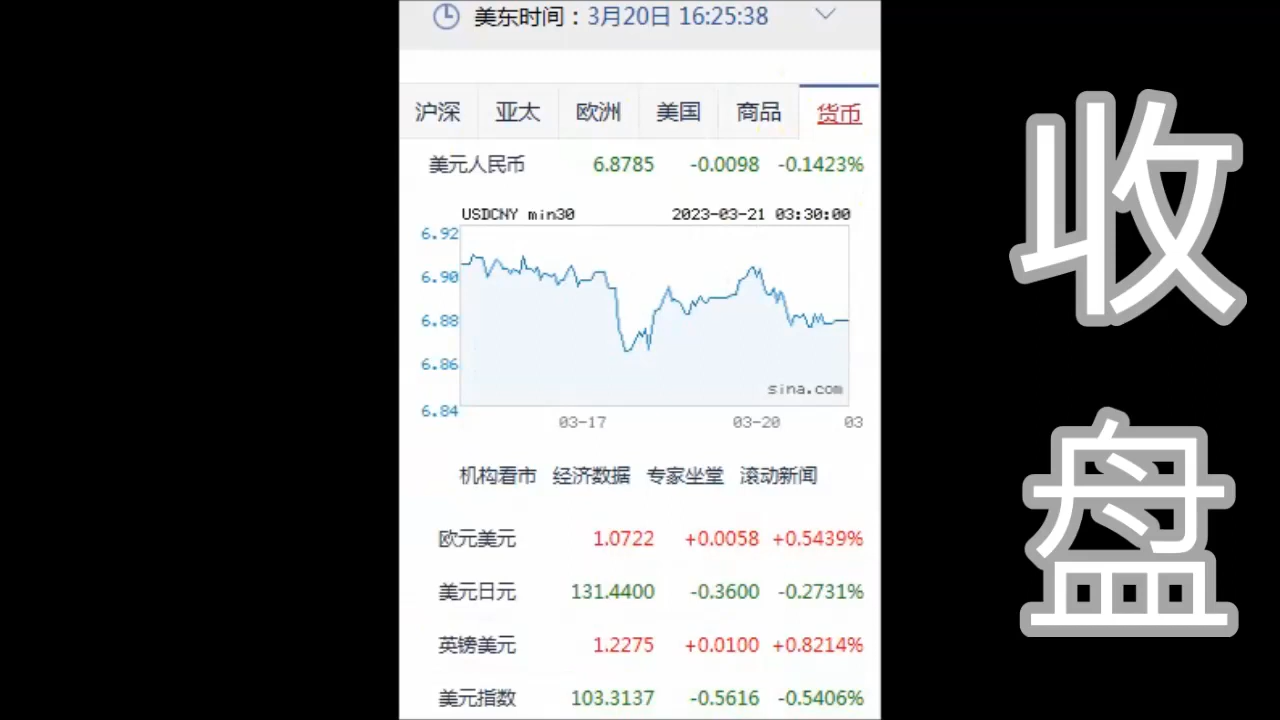 美东时间：3月20日 16:25:38
沪深 亚太 欧洲 美国 商品 货币
美元人民币 6.8785 -0.0098 -0.1423%
USDCNY min30 2023-03-21 03:30:00
6.92
6.90
6.88
6.86
6.84
sina.com
03-17 03-20 03
机构看市 经济数据 专家坐堂 滚动新闻
欧元美元 1.0722 +0.0058 +0.5439%
美元日元 131.4400 -0.3600 -0.2731%
英镑美元 1.2275 +0.0100 +0.8214%
美元指数 103.3137 -0.5616 -0.5406%
收
盘